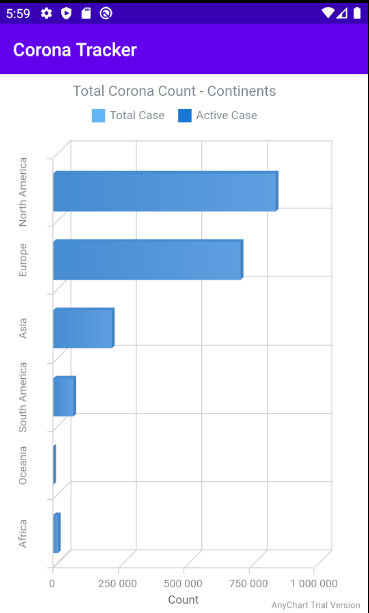 5:59
Corona Tracker
Total Corona Count - Continents
Total Case Active Case
North America
Europe
Asia
South America
Oceania
Africa
0 250 000 500 000 750 000 1 000 000
Count
AnyChart Trial Version